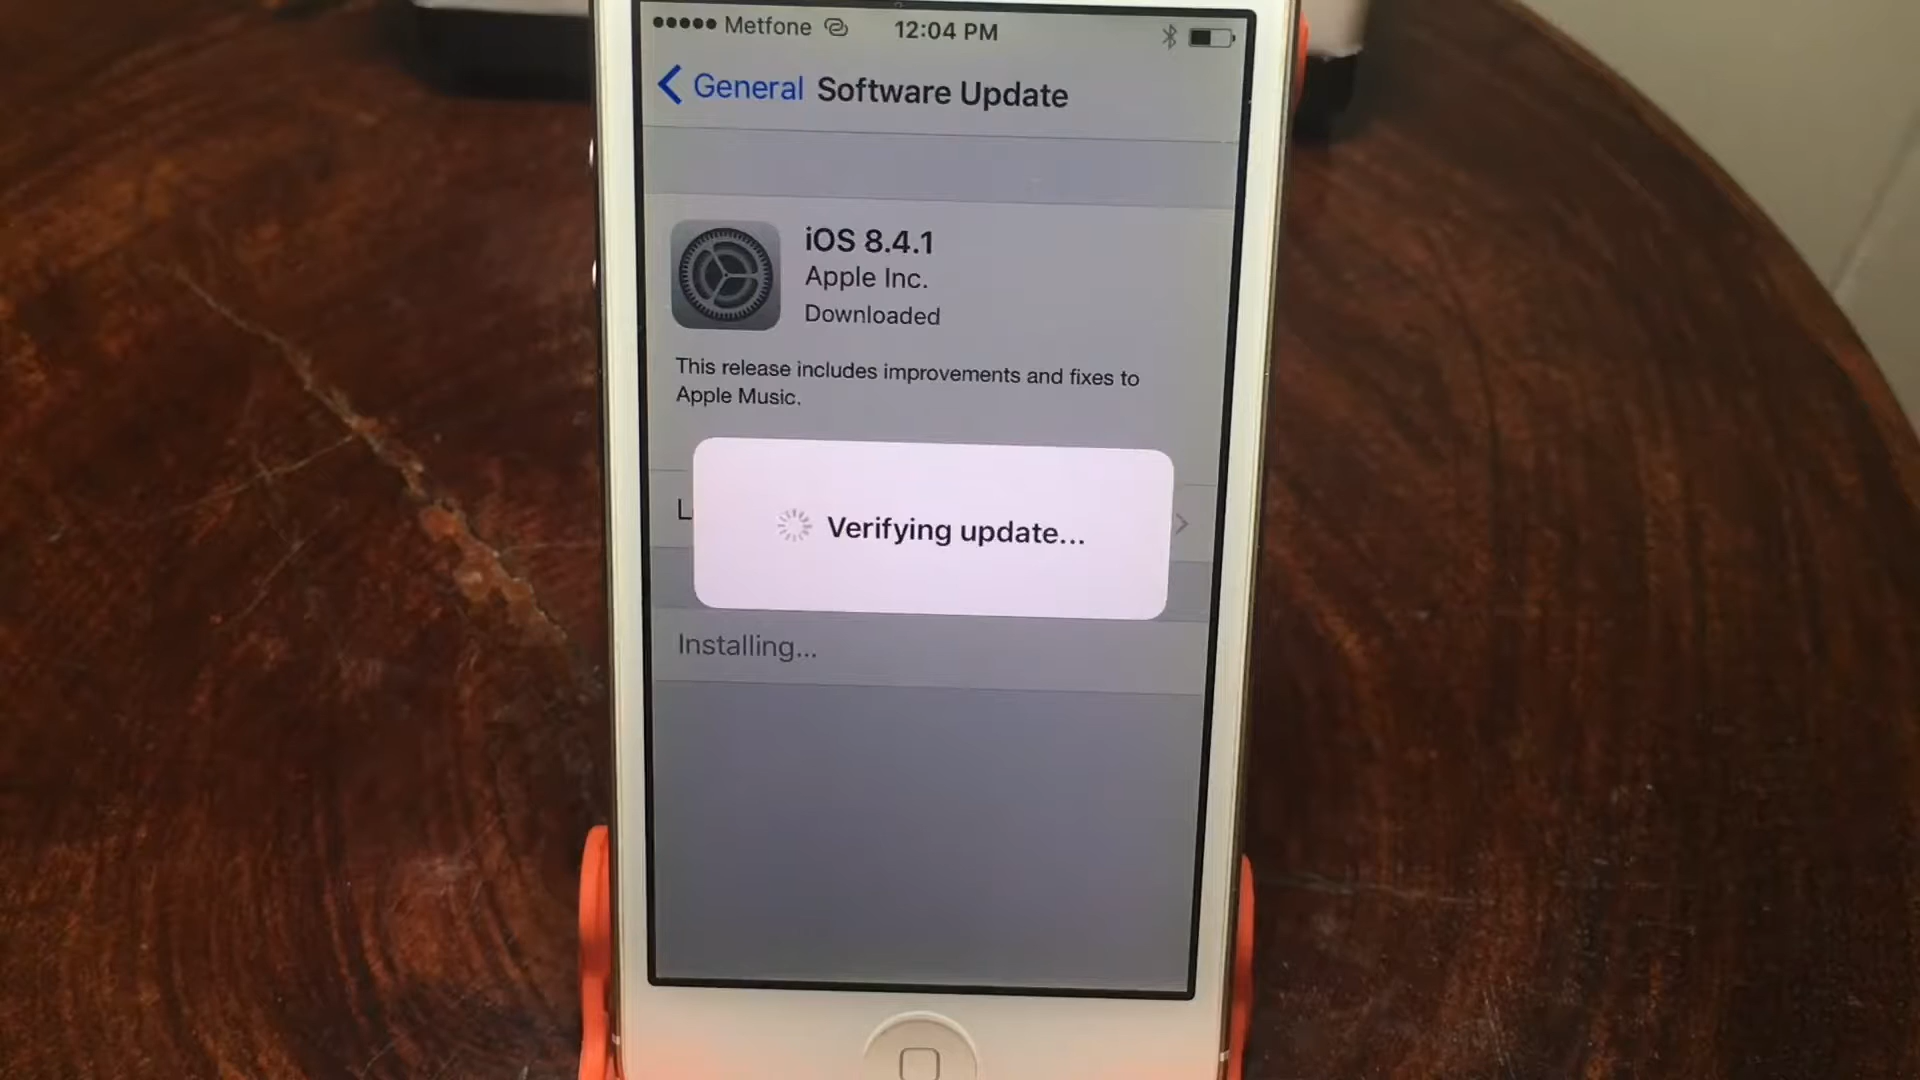 Metfone 12:04 PM
General Software Update
iOS 8.4.1
Apple Inc.
Downloaded
This release includes improvements and fixes to
Apple Music.
L
Verifying update...
Installing...